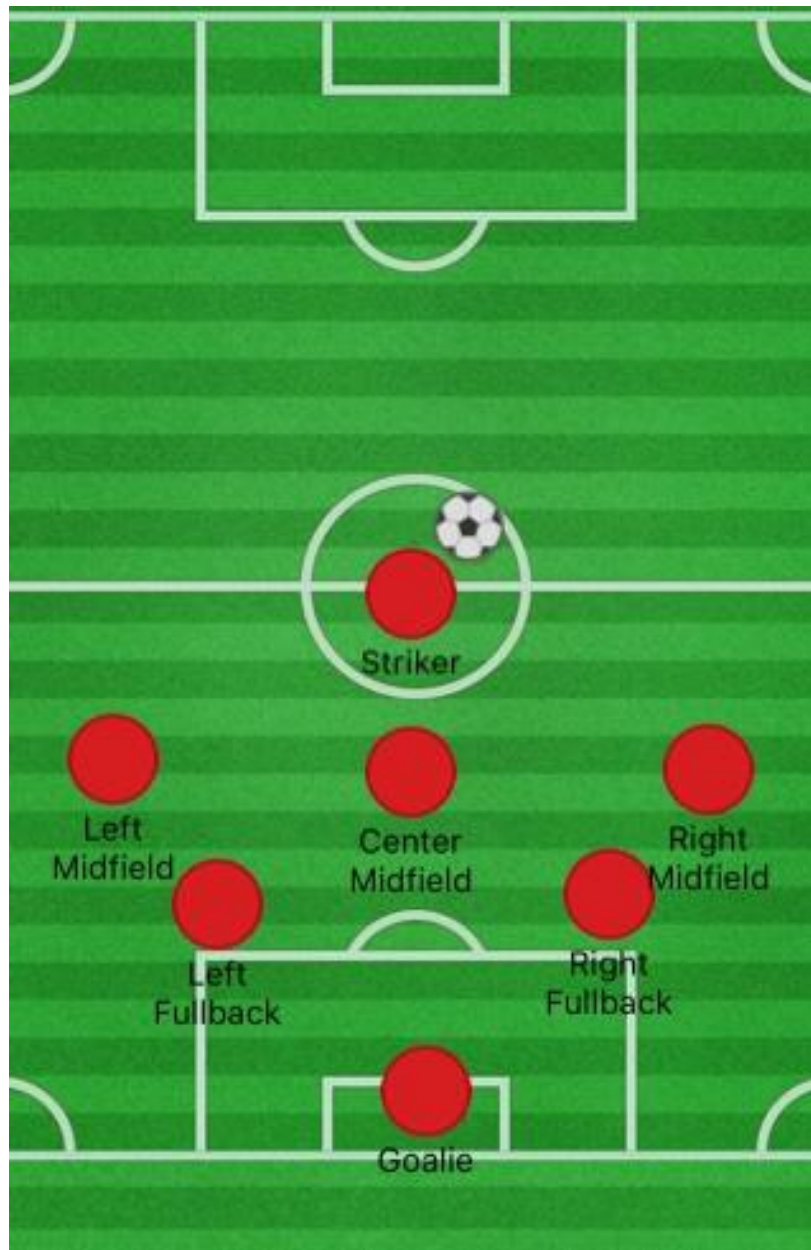 Striker
Left
Midfield
Center
Midfield
Right
Midfield
Left
Fullback
Right
Fullback
Goalie